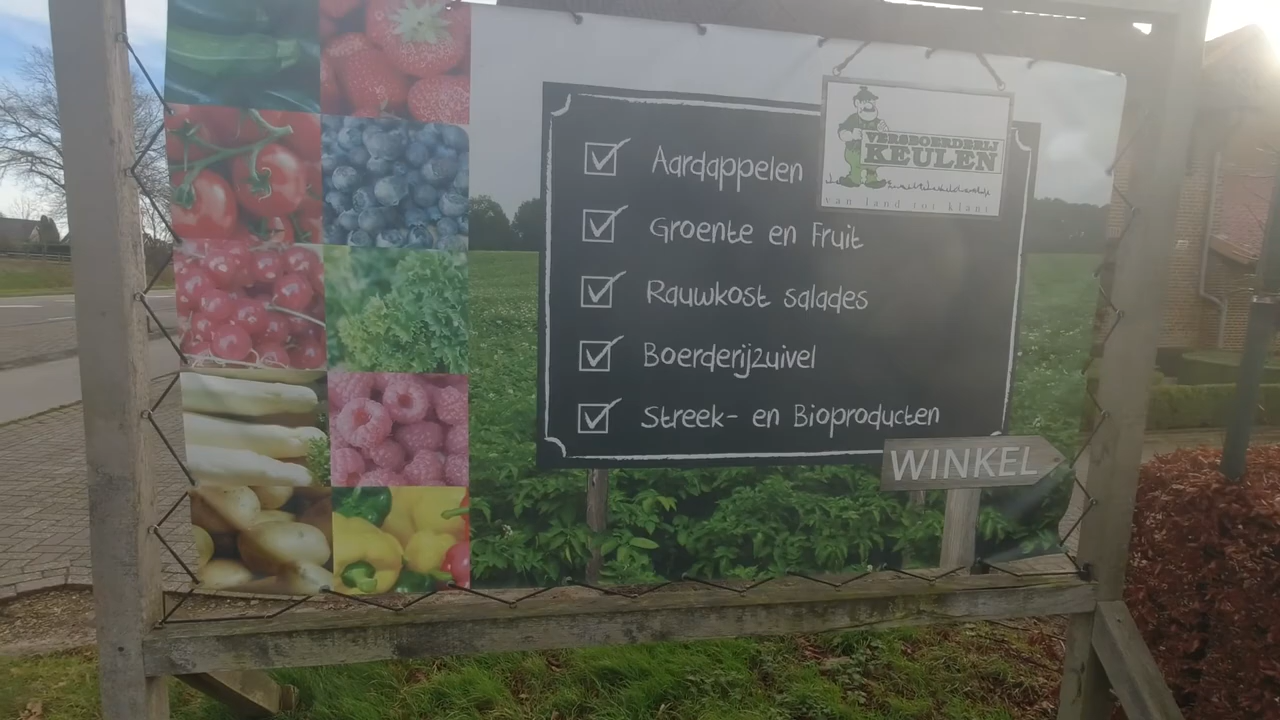 VERSBOERDERIJ
KEULEN
van land tot klant
Aardappelen
Groente en Fruit
Rauwkost salades
Boerderijzuivel
Streek- en Bioproducten
WINKEL